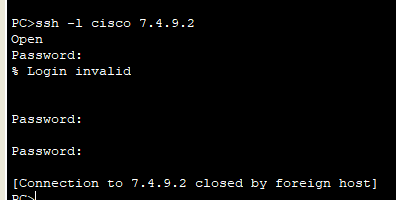 PC>ssh -l cisco 7.4.9.2
Open
Password:
% Login invalid
Password:
Password:
[Connection to 7.4.9.2 closed by foreign host]
PC>